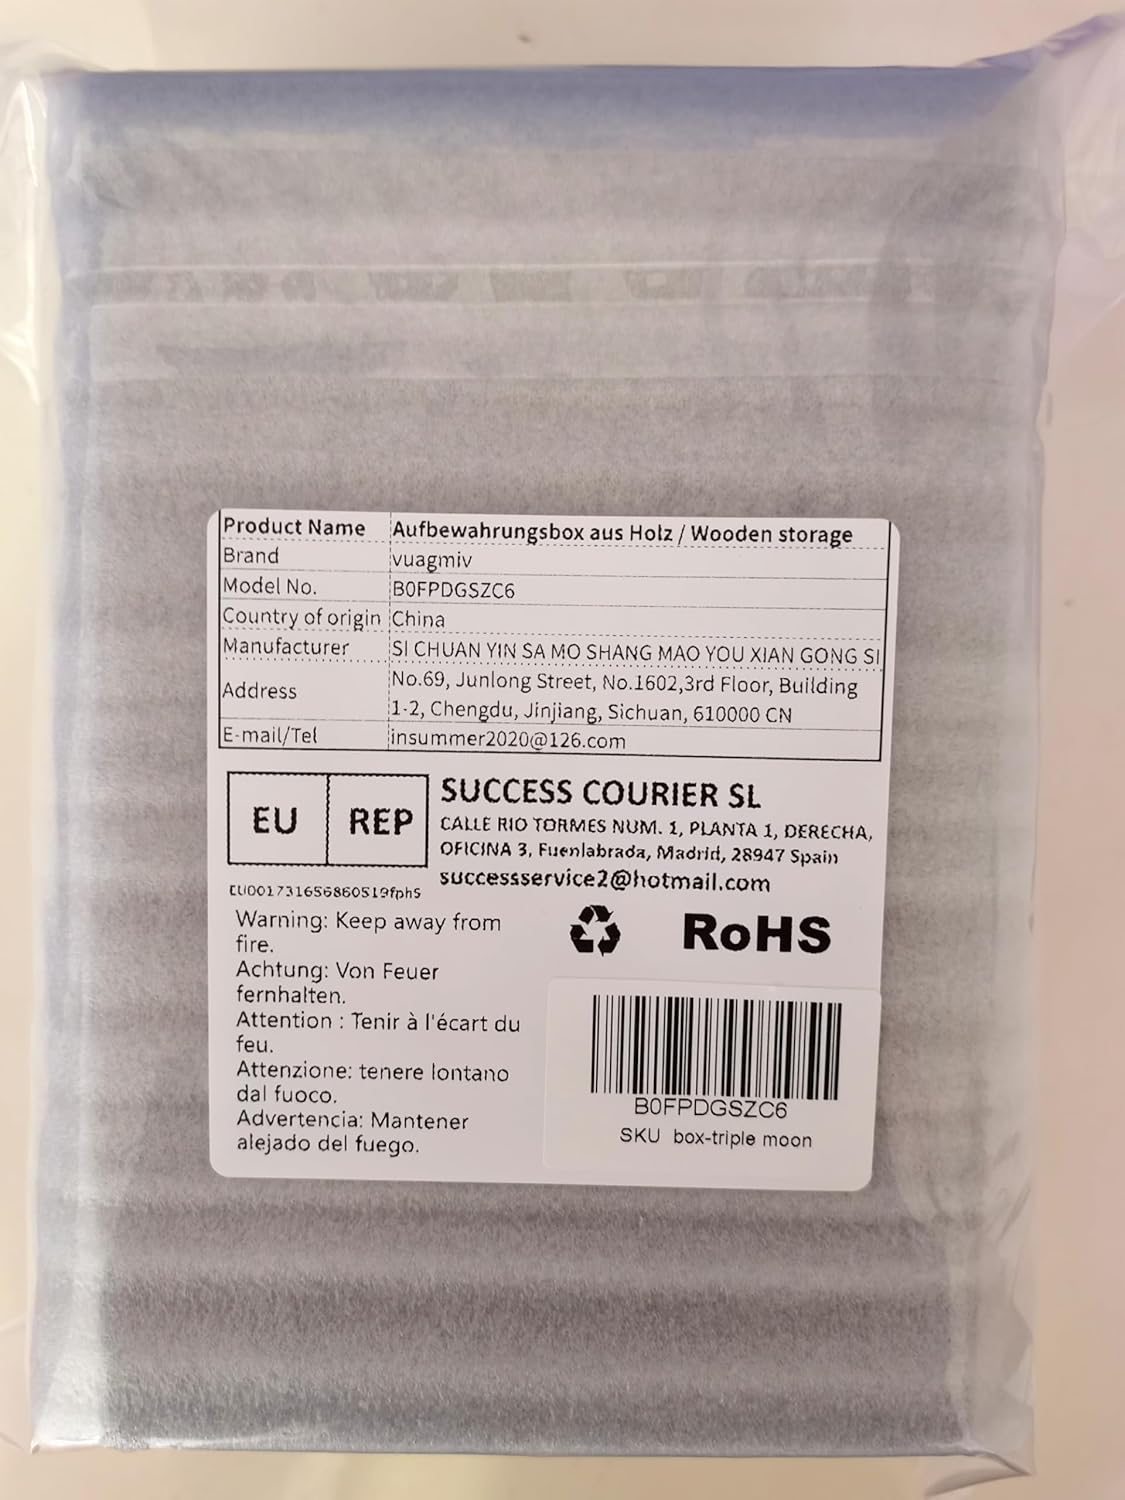 Product Name Aufbewahrungsbox aus Holz / Wooden storage
Brand vuagmiv
Model No. B0FPDGSZC6
Country of origin China
Manufacturer SI CHUAN YIN SA MO SHANG MAO YOU XIAN GONG SI
Address No.69, Junlong Street, No.1602,3rd Floor, Building
1-2, Chengdu, Jinjiang, Sichuan, 610000 CN
E-mail/Tel insummer2020@126.com
EU REP
SUCCESS COURIER SL
CALLE RIO TORMES NUM. 1, PLANTA 1, DERECHA,
OFICINA 3, Fuenlabrada, Madrid, 28947 Spain
successservice2@hotmail.com
EU001731656860519fphS
Warning: Keep away from
fire.
Achtung: Von Feuer
fernhalten.
Attention : Tenir à l'écart du
feu.
Attenzione: tenere lontano
dal fuoco.
Advertencia: Mantener
alejado del fuego.
RoHS
B0FPDGSZC6
SKU box-triple moon